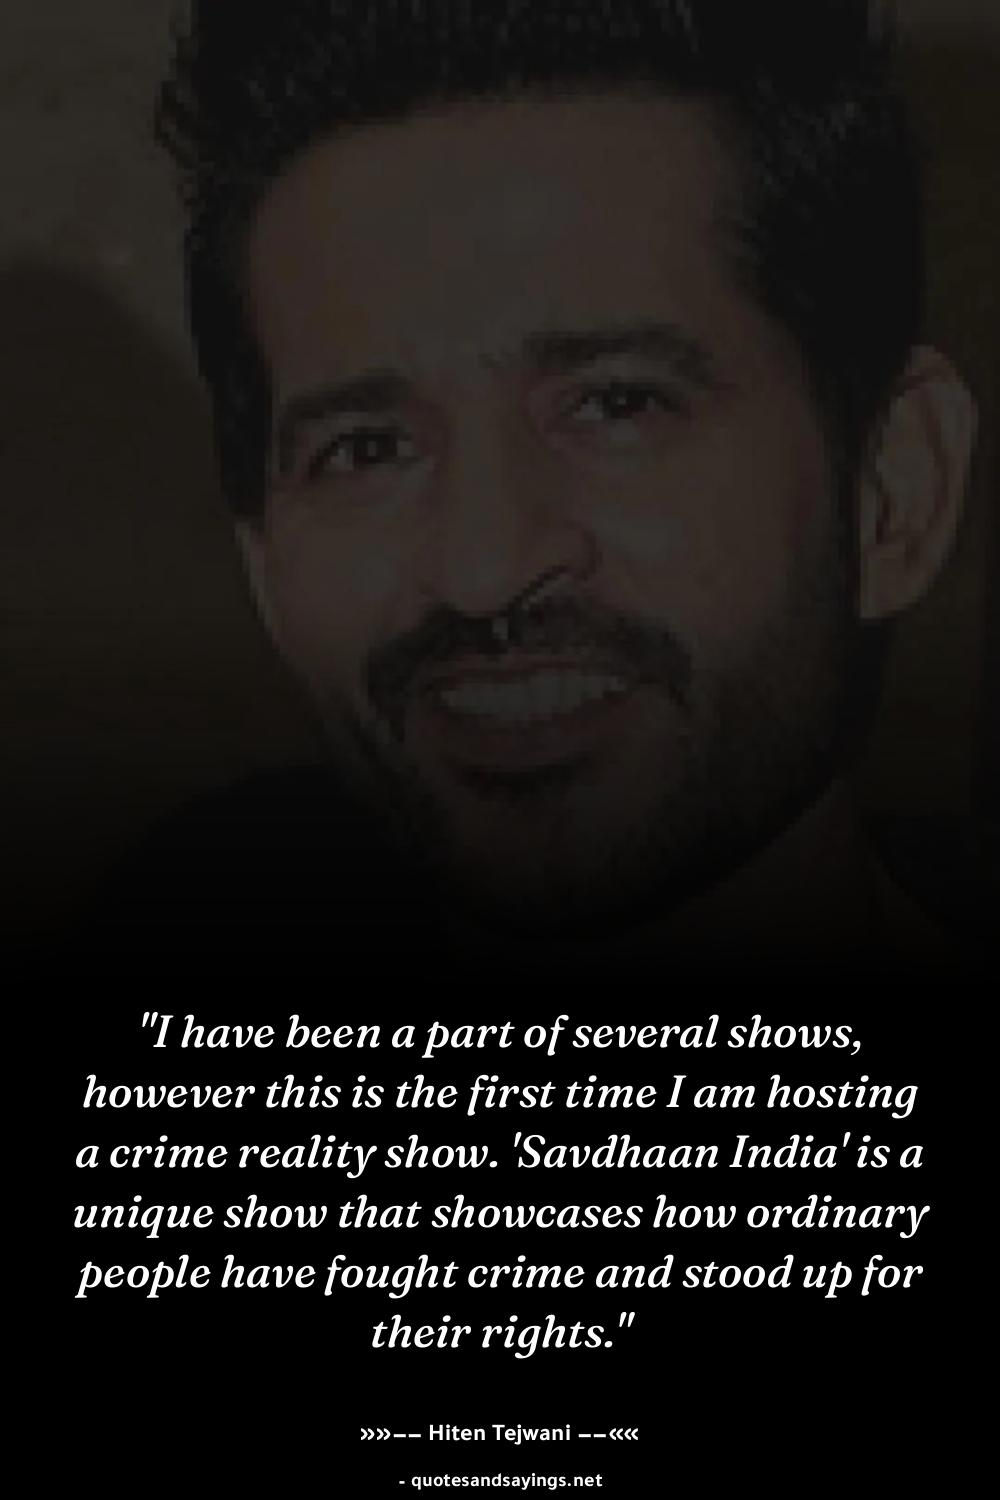 "I have been a part of several shows,
however this is the first time I am hosting
a crime reality show. 'Savdhaan India' is a
unique show that showcases how ordinary
people have fought crime and stood up for
their rights."
»»-- Hiten Tejwani --««
- quotesandsayings.net